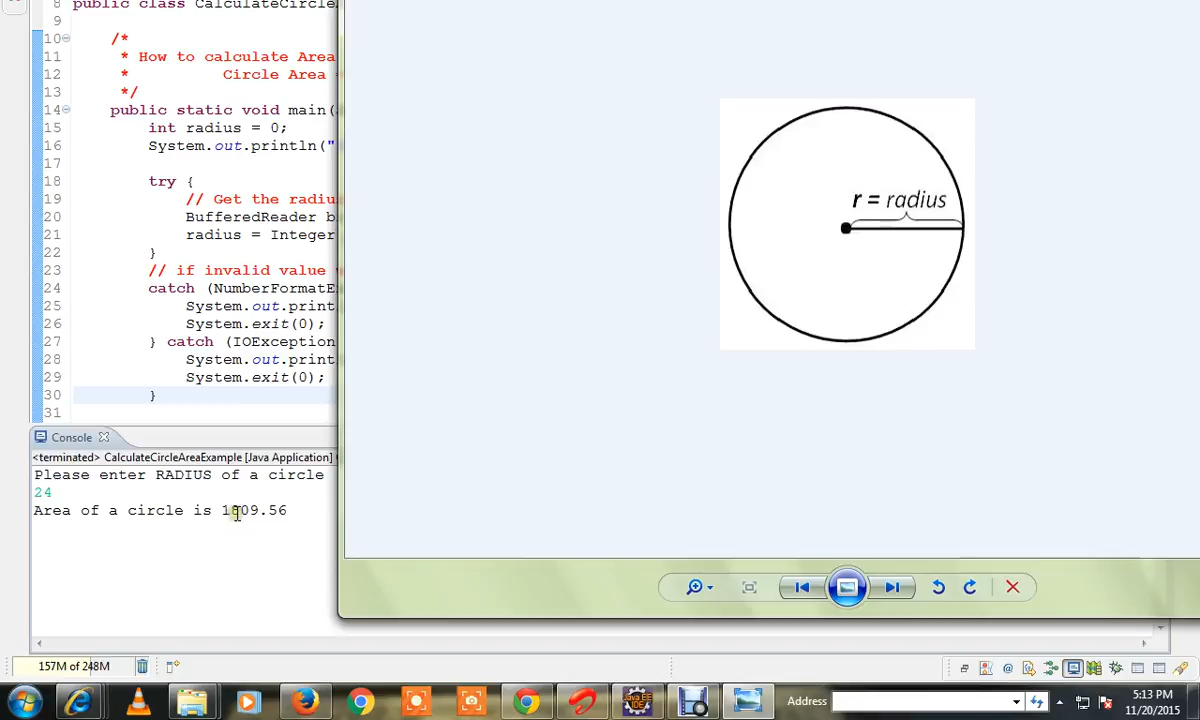 8 public class CalculateCircle
9
10 /*
11 * How to calculate Area
12 * Circle Area
13 */
14 public static void main(
15 int radius = 0;
16 System.out.println("
17
18 try {
19 // Get the radiu
20 BufferedReader b
21 radius = Integer
22 }
23 // if invalid value
24 catch (NumberFormatE
25 System.out.print
26 System.exit(0);
27 } catch (IOException
28 System.out.print
29 System.exit(0);
30 }
31
r = radius
Console
<terminated> CalculateCircleAreaExample [Java Application]
Please enter RADIUS of a circle
24
Area of a circle is 1809.56
157M of 248M
Java EE
IDE
Address
5:13 PM
11/20/2015